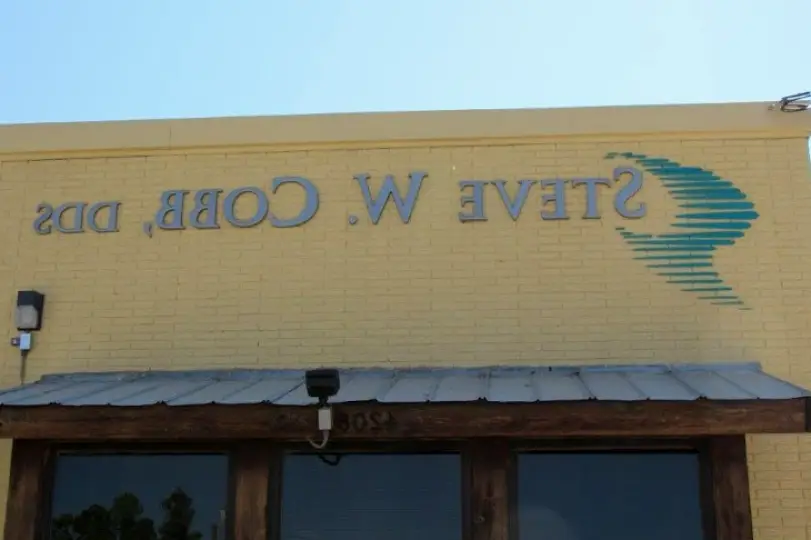 STEVE W. COBB, DDS